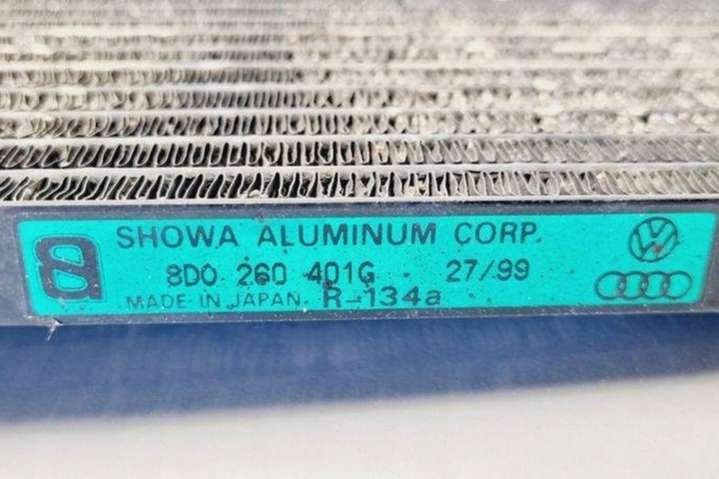 SHOWA ALUMINUM CORP.
8D0 260 401G 27/99
MADE IN JAPAN. R-134a